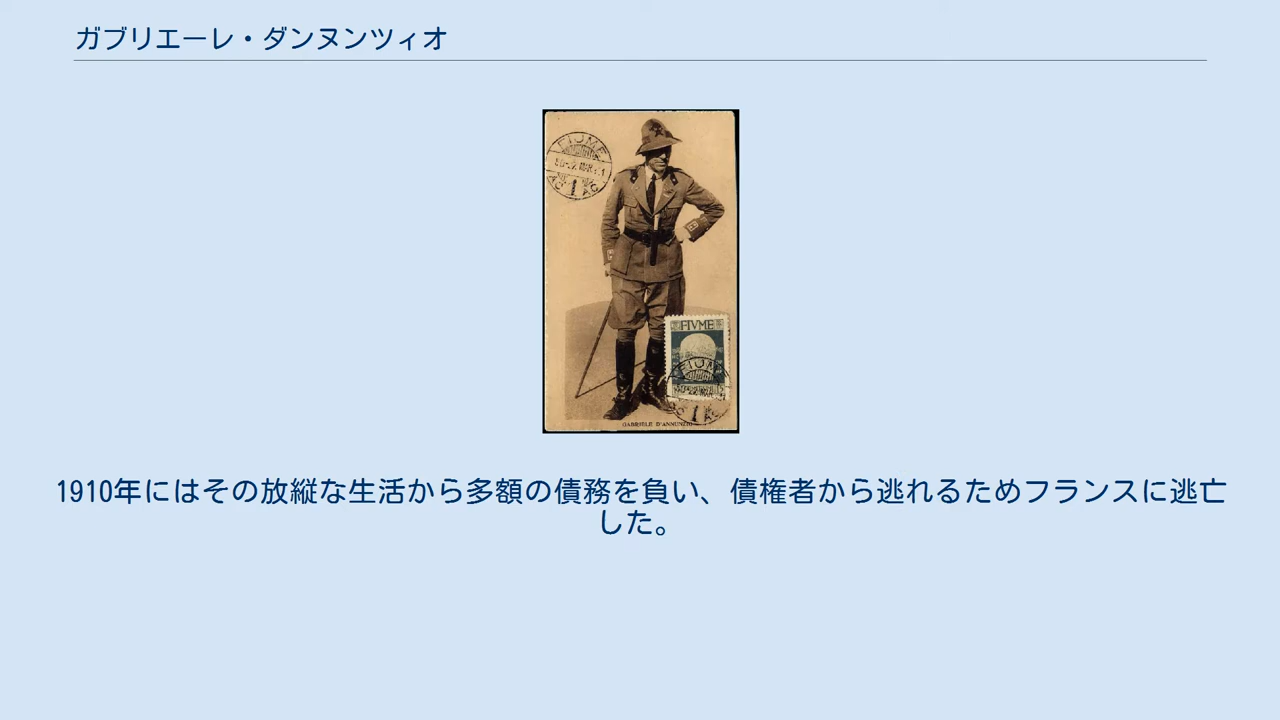 ガブリエーレ・ダンヌンツィオ
FIUME
FIVME
FIUM
GABRIELE D'ANNUNZIO
1910年にはその放縦な生活から多額の債務を負い、債権者から逃れるためフランスに逃亡
した。